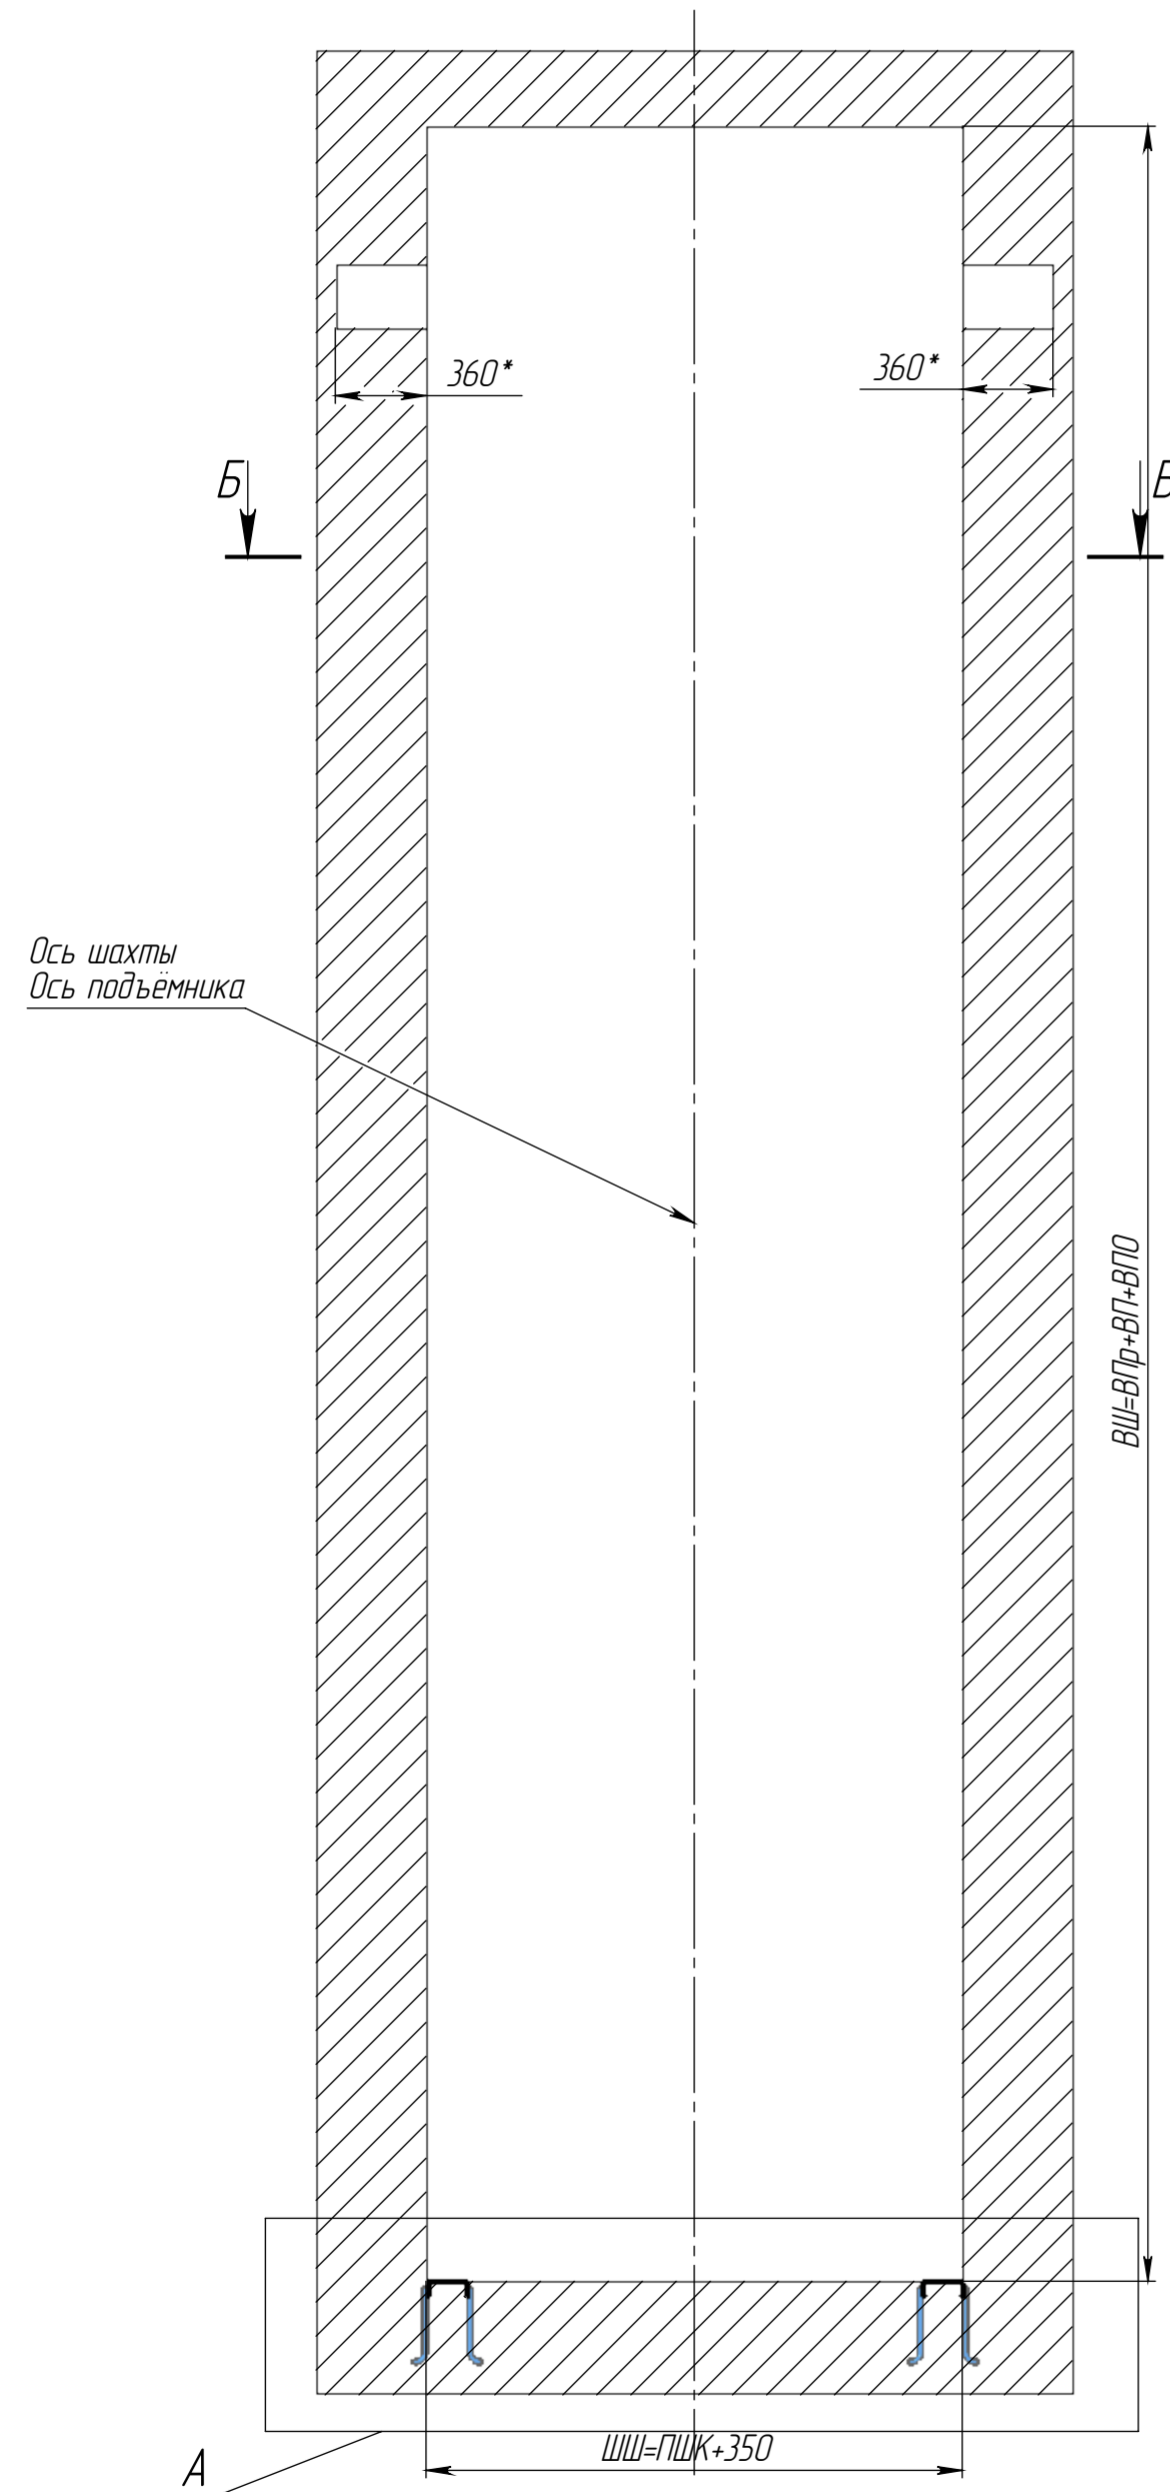 360*
360*
Б
Б
Ось шахты
Ось подъёмника
ВШ=ВПр+ВП+ВПО
ШШ=ПШК+350
А